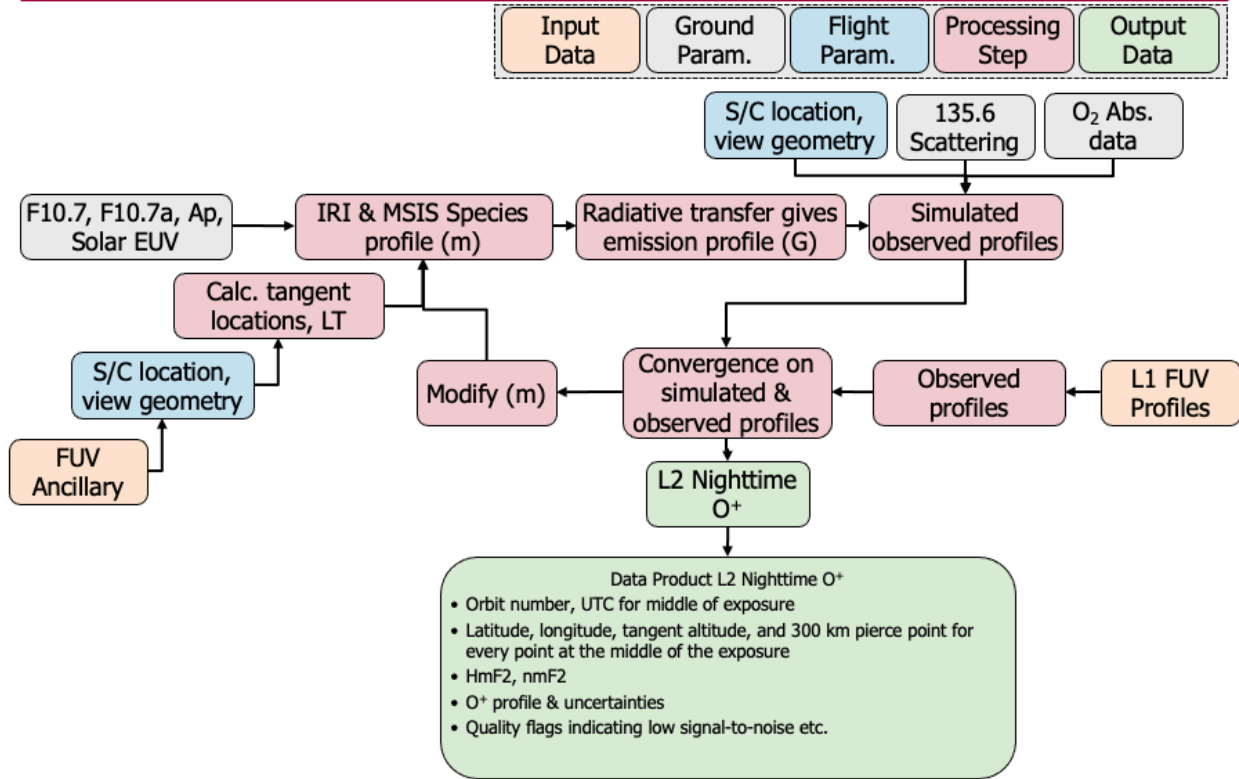 Input
Data
Ground
Param.
Flight
Param.
Processing
Step
Output
Data
S/C location,
view geometry
135.6
Scattering
O₂ Abs.
data
F10.7, F10.7a, Ap,
Solar EUV
IRI & MSIS Species
profile (m)
Radiative transfer gives
emission profile (G)
Simulated
observed profiles
Calc. tangent
locations, LT
S/C location,
view geometry
FUV
Ancillary
Modify (m)
Convergence on
simulated &
observed profiles
Observed
profiles
L1 FUV
Profiles
L2 Nighttime
O⁺
Data Product L2 Nighttime O⁺
• Orbit number, UTC for middle of exposure
• Latitude, longitude, tangent altitude, and 300 km pierce point for
every point at the middle of the exposure
• HmF2, nmF2
• O⁺ profile & uncertainties
• Quality flags indicating low signal-to-noise etc.